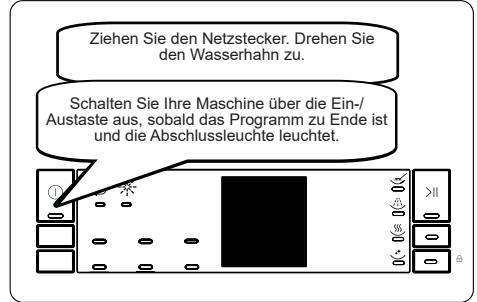 Ziehen Sie den Netzstecker. Drehen Sie
den Wasserhahn zu.
Schalten Sie Ihre Maschine über die Ein-/
Austaste aus, sobald das Programm zu Ende ist
und die Abschlussleuchte leuchtet.